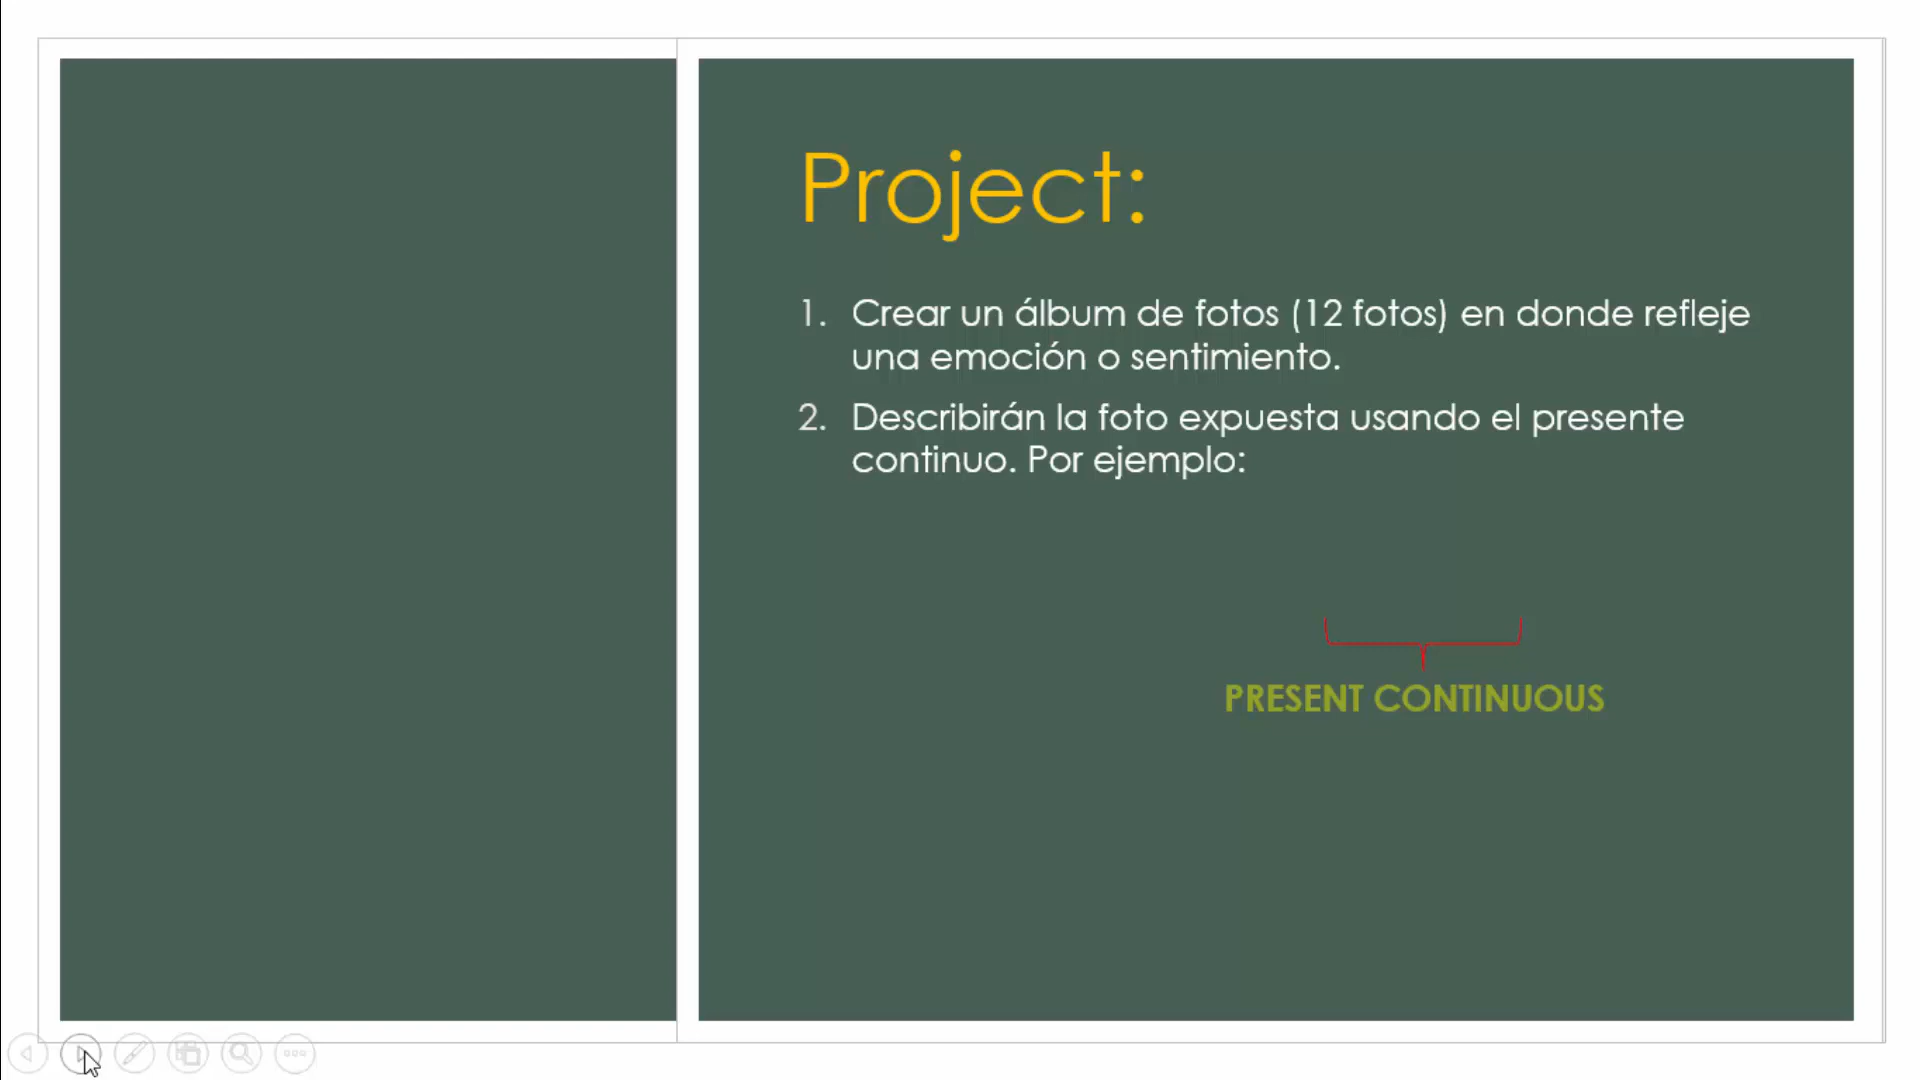 Project:
1. Crear un álbum de fotos (12 fotos) en donde refleje
una emoción o sentimiento.
2. Describirán la foto expuesta usando el presente
continuo. Por ejemplo:
PRESENT CONTINUOUS